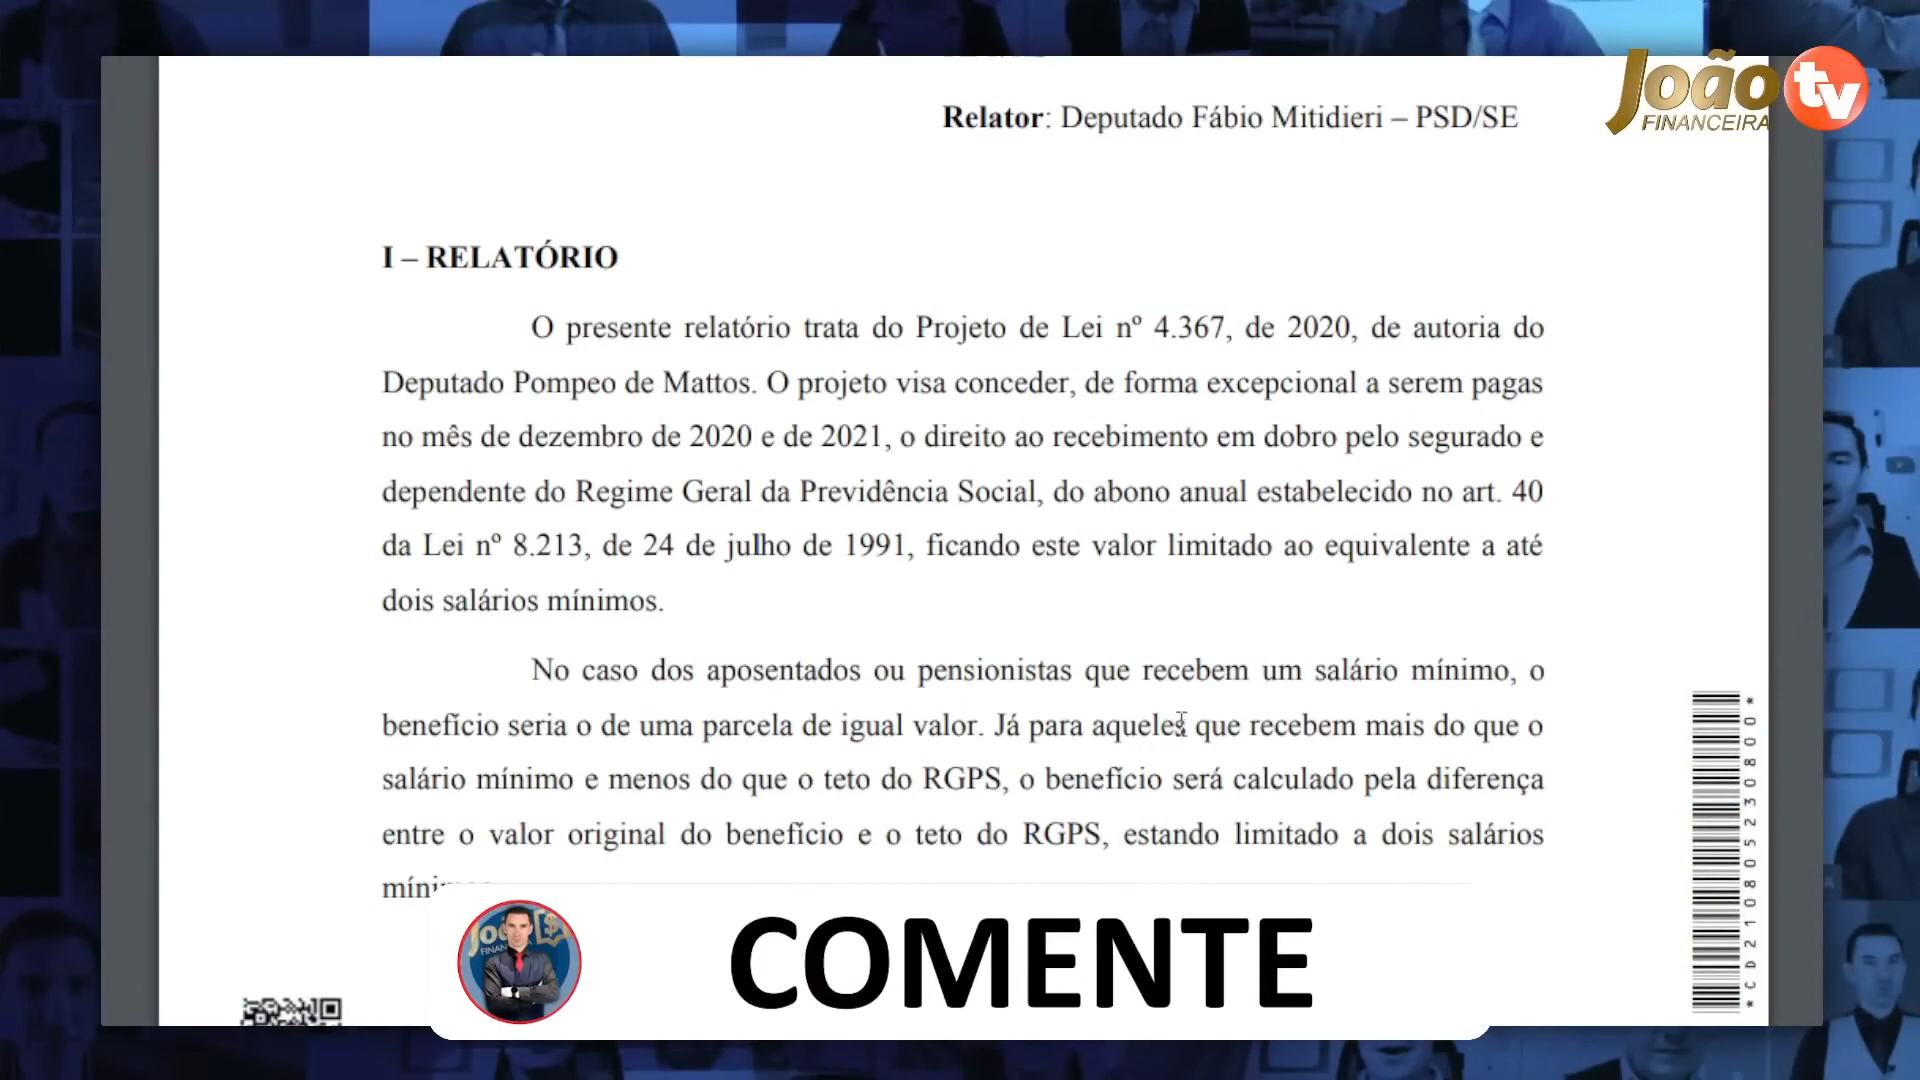 João
FINANCEIRA
tv
Relator: Deputado Fábio Mitidieri – PSD/SE
I – RELATÓRIO
O presente relatório trata do Projeto de Lei nº 4.367, de 2020, de autoria do
Deputado Pompeo de Mattos. O projeto visa conceder, de forma excepcional a serem pagas
no mês de dezembro de 2020 e de 2021, o direito ao recebimento em dobro pelo segurado e
dependente do Regime Geral da Previdência Social, do abono anual estabelecido no art. 40
da Lei nº 8.213, de 24 de julho de 1991, ficando este valor limitado ao equivalente a até
dois salários mínimos.
No caso dos aposentados ou pensionistas que recebem um salário mínimo, o
benefício seria o de uma parcela de igual valor. Já para aqueles que recebem mais do que o
salário mínimo e menos do que o teto do RGPS, o benefício será calculado pela diferença
entre o valor original do benefício e o teto do RGPS, estando limitado a dois salários
*CD210805230800*
COMENTE